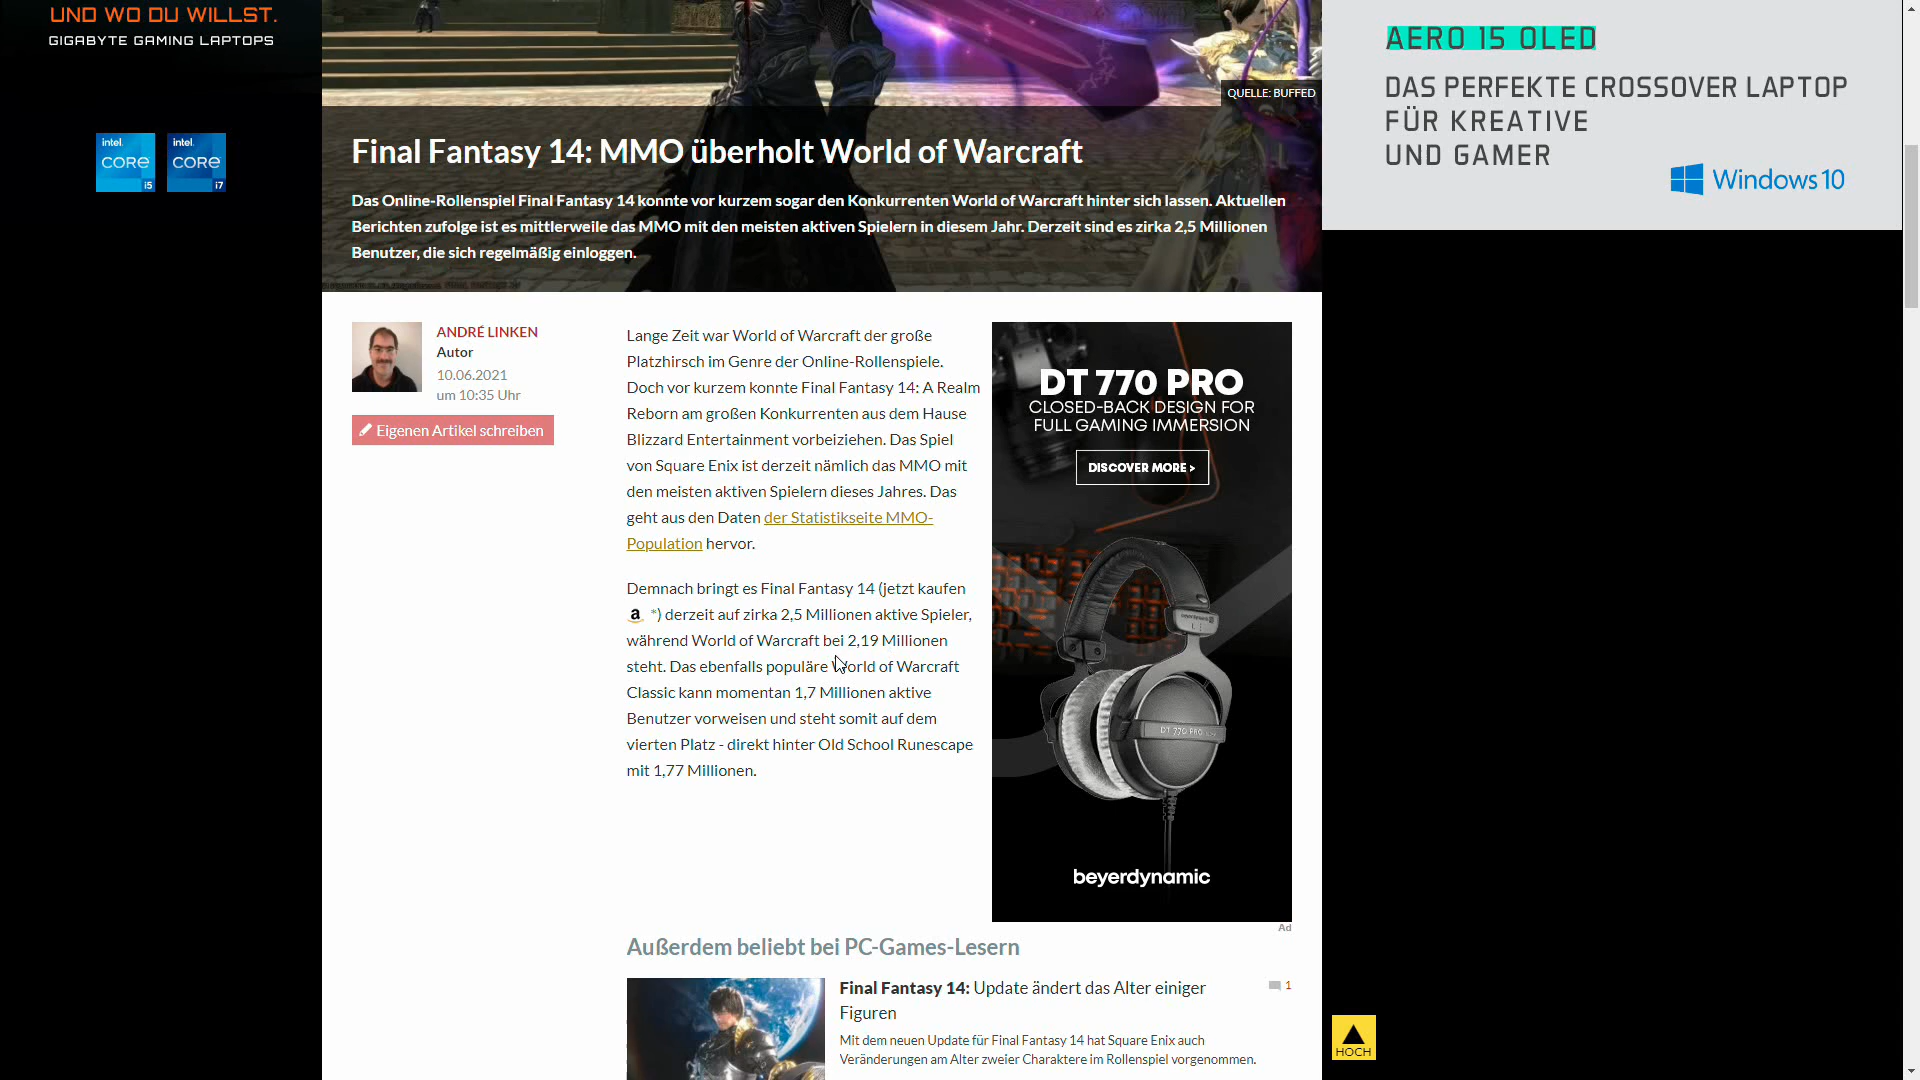 UND WO DU WILLST.
GIGABYTE GAMING LAPTOPS
intel.
CORE
i5
intel.
CORE
i7
QUELLE: BUFFED
Final Fantasy 14: MMO überholt World of Warcraft
Das Online-Rollenspiel Final Fantasy 14 konnte vor kurzem sogar den Konkurrenten World of Warcraft hinter sich lassen. Aktuellen
Berichten zufolge ist es mittlerweile das MMO mit den meisten aktiven Spielern in diesem Jahr. Derzeit sind es zirka 2,5 Millionen
Benutzer, die sich regelmäßig einloggen.
ANDRÉ LINKEN
Autor
10.06.2021
um 10:35 Uhr
Eigenen Artikel schreiben
Lange Zeit war World of Warcraft der große
Platzhirsch im Genre der Online-Rollenspiele.
Doch vor kurzem konnte Final Fantasy 14: A Realm
Reborn am großen Konkurrenten aus dem Hause
Blizzard Entertainment vorbeiziehen. Das Spiel
von Square Enix ist derzeit nämlich das MMO mit
den meisten aktiven Spielern dieses Jahres. Das
geht aus den Daten der Statistikseite MMO-
Population hervor.
Demnach bringt es Final Fantasy 14 (jetzt kaufen
a *) derzeit auf zirka 2,5 Millionen aktive Spieler,
während World of Warcraft bei 2,19 Millionen
steht. Das ebenfalls populäre World of Warcraft
Classic kann momentan 1,7 Millionen aktive
Benutzer vorweisen und steht somit auf dem
vierten Platz - direkt hinter Old School Runescape
mit 1,77 Millionen.
DT 770 PRO
CLOSED-BACK DESIGN FOR
FULL GAMING IMMERSION
DISCOVER MORE >
DT 770 PRO
beyerdynamic
Ad
Außerdem beliebt bei PC-Games-Lesern
Final Fantasy 14: Update ändert das Alter einiger
Figuren
1
Mit dem neuen Update für Final Fantasy 14 hat Square Enix auch
Veränderungen am Alter zweier Charaktere im Rollenspiel vorgenommen.
AERO 15 OLED
DAS PERFEKTE CROSSOVER LAPTOP
FÜR KREATIVE
UND GAMER
Windows 10
HOCH